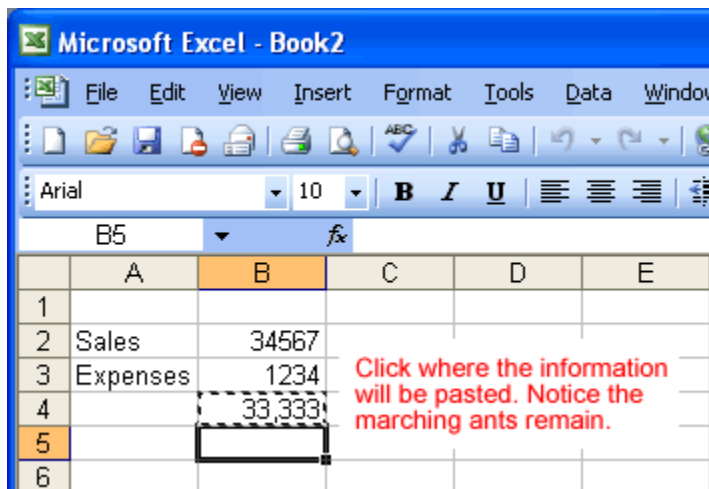 Microsoft Excel - Book2
File Edit View Insert Format Tools Data Window
ABC
Arial 10 B I U
B5 fx
A B C D E
1
2 Sales 34567
3 Expenses 1234
4 33,333
5
6
Click where the information
will be pasted. Notice the
marching ants remain.